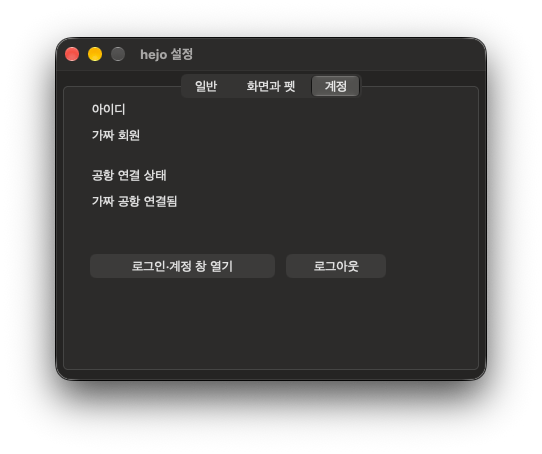 hejo 설정
일반 화면과 펫 계정
아이디
가짜 회원
공항 연결 상태
가짜 공항 연결됨
로그인·계정 창 열기 로그아웃